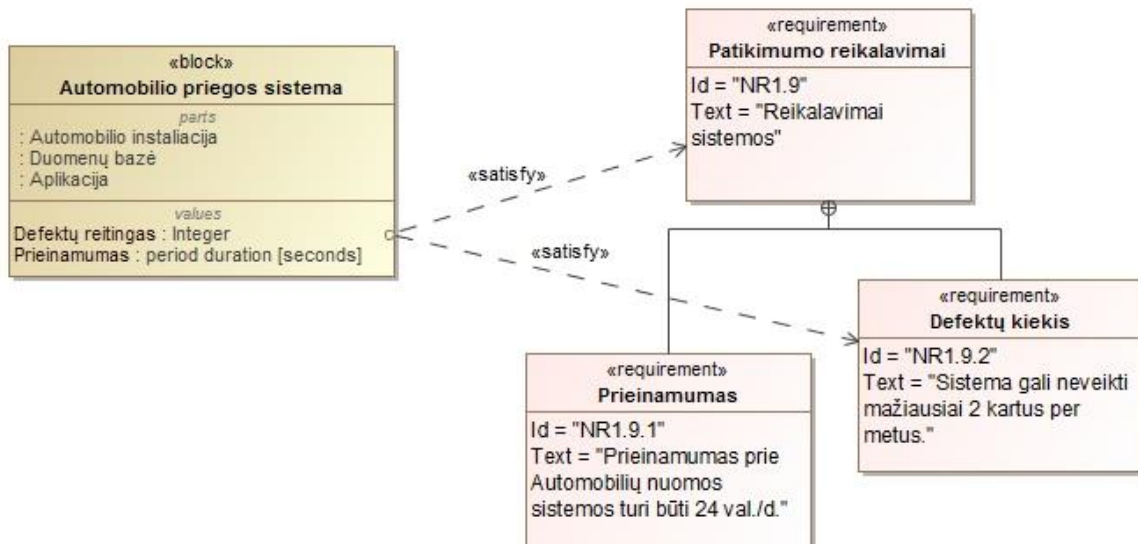 «block»
Automobilio priegos sistema
parts
: Automobilio instaliacija
: Duomenų bazė
: Aplikacija
values
Defektų reitingas : Integer
Prieinamumas : period duration [seconds]
«satisfy»
«satisfy»
«requirement»
Patikimumo reikalavimai
Id = "NR1.9"
Text = "Reikalavimai
sistemos"
«requirement»
Prieinamumas
Id = "NR1.9.1"
Text = "Prieinamumas prie
Automobilių nuomos
sistemos turi būti 24 val./d."
«requirement»
Defektų kiekis
Id = "NR1.9.2"
Text = "Sistema gali neveikti
mažiausiai 2 kartus per
metus."